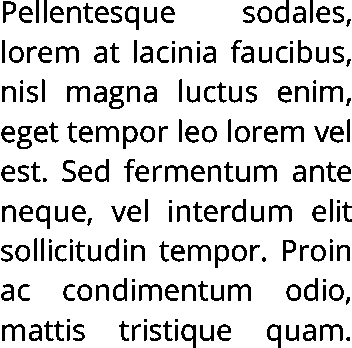 Pellentesque sodales,
lorem at lacinia faucibus,
nisl magna luctus enim,
eget tempor leo lorem vel
est. Sed fermentum ante
neque, vel interdum elit
sollicitudin tempor. Proin
ac condimentum odio,
mattis tristique quam.